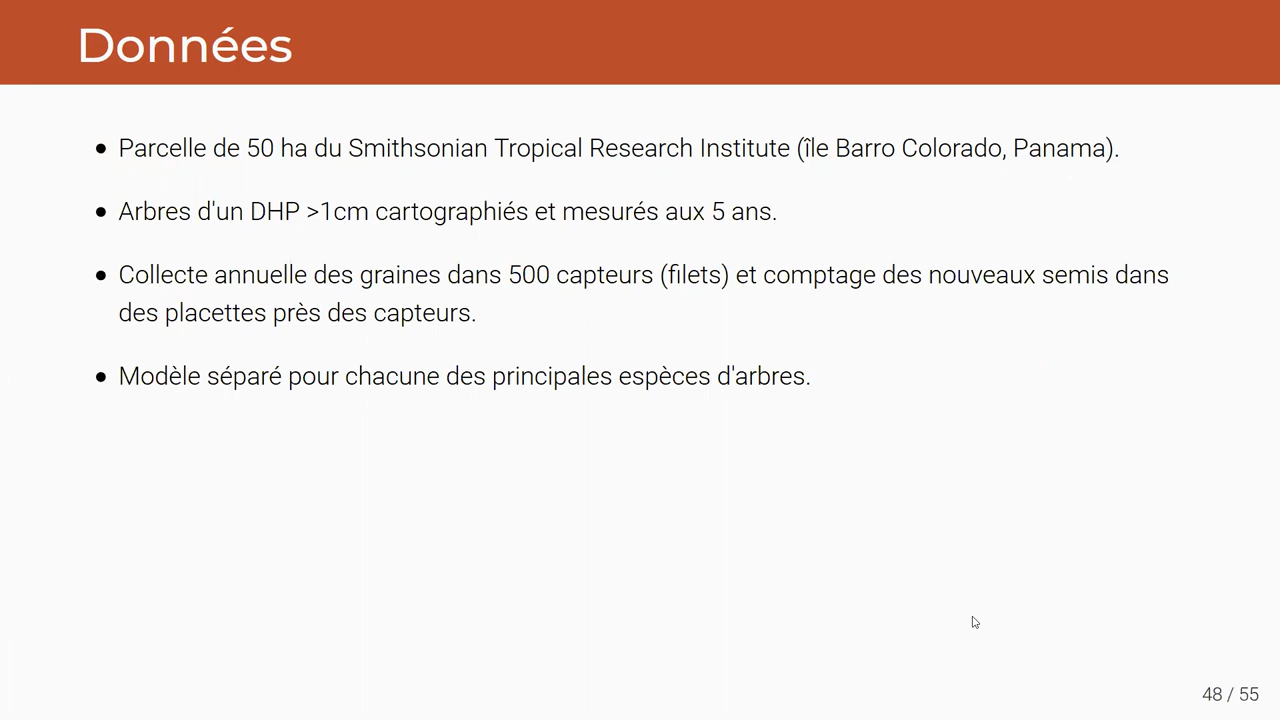 Données
• Parcelle de 50 ha du Smithsonian Tropical Research Institute (île Barro Colorado, Panama).
• Arbres d'un DHP >1cm cartographiés et mesurés aux 5 ans.
• Collecte annuelle des graines dans 500 capteurs (filets) et comptage des nouveaux semis dans
des placettes près des capteurs.
• Modèle séparé pour chacune des principales espèces d'arbres.
48 / 55